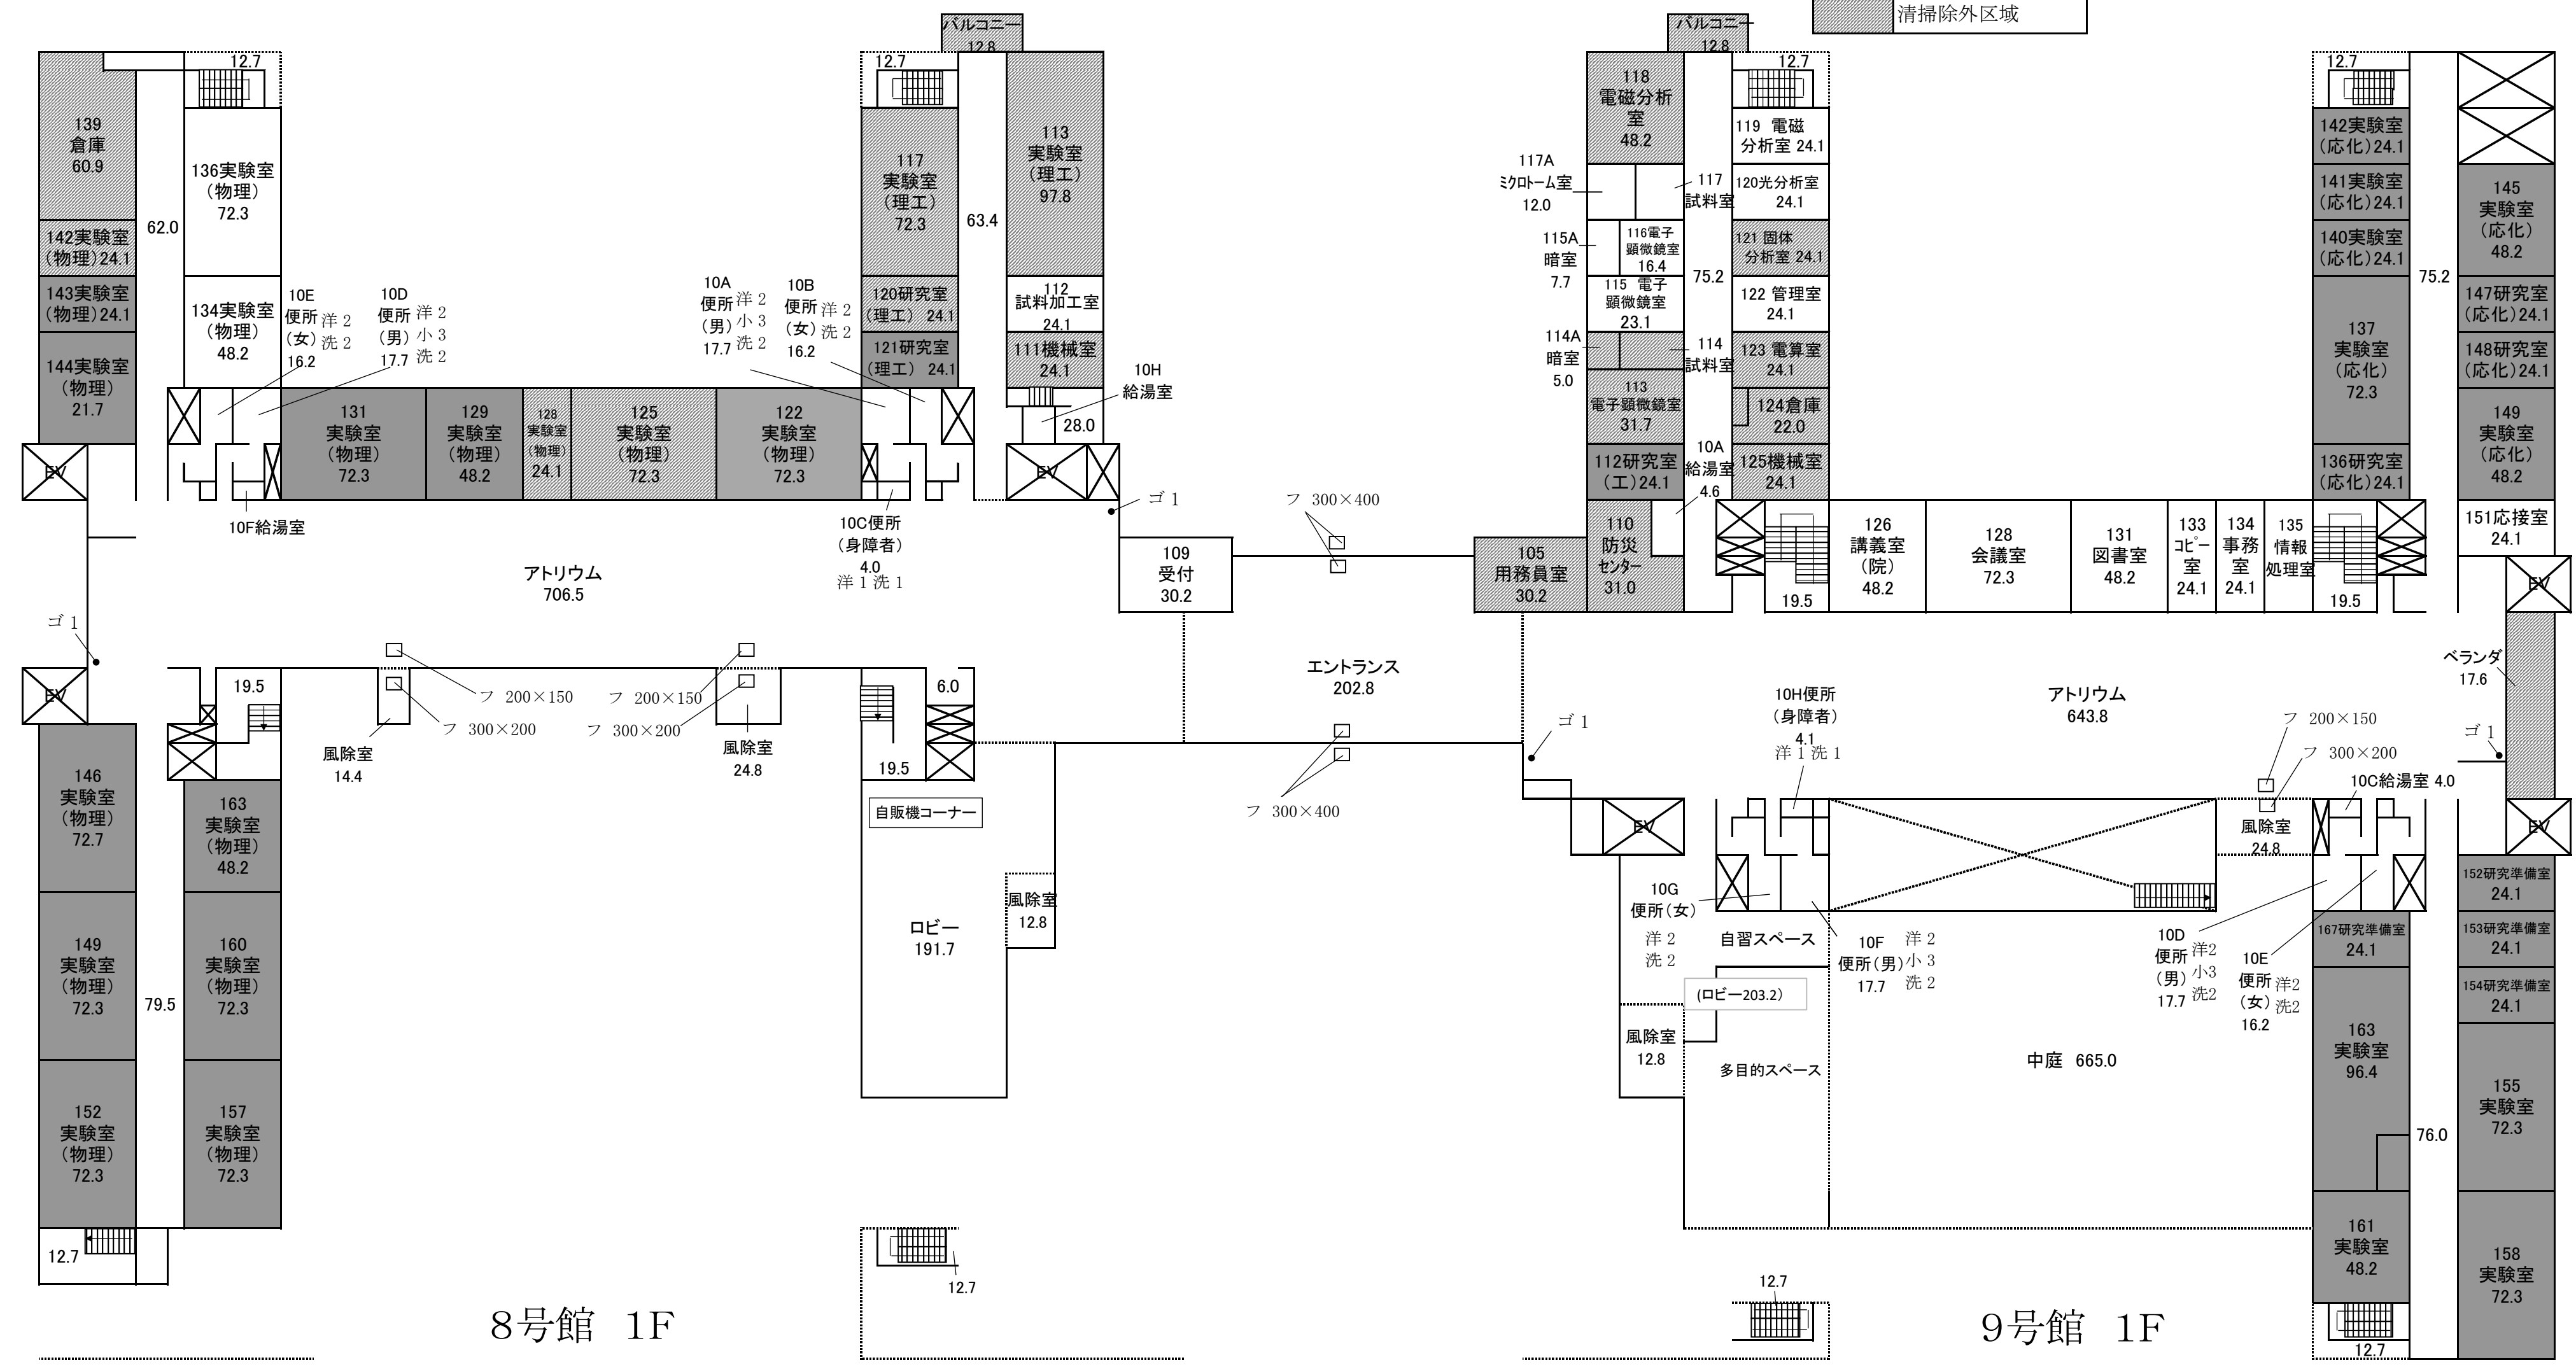 清掃除外区域
バルコニー
12.8
バルコニー
12.8
12.7
12.7
12.7
12.7
139
倉庫
60.9
62.0
136実験室
(物理)
72.3
142実験室
(物理)24.1
143実験室
(物理)24.1
144実験室
(物理)
21.7
134実験室
(物理)
48.2
10E
便所
(女)
16.2
洋 2
洗 2
10D
便所
(男)
17.7
洋 2
小 3
洗 2
10A
便所
(男)
17.7
洋 2
小 3
洗 2
10B
便所
(女)
16.2
洋 2
洗 2
117
実験室
(理工)
72.3
63.4
113
実験室
(理工)
97.8
120研究室
(理工) 24.1
121研究室
(理工) 24.1
112
試料加工室
24.1
111機械室
24.1
10H
給湯室
28.0
131
実験室
(物理)
72.3
129
実験室
(物理)
48.2
128
実験室
(物理)
24.1
125
実験室
(物理)
72.3
122
実験室
(物理)
72.3
EV
EV
10F給湯室
10C便所
(身障者)
4.0
洋 1 洗 1
ゴ 1
フ 300×400
アトリウム
706.5
109
受付
30.2
105
用務員室
30.2
110
防災
センター
31.0
118
電磁分析
室
48.2
117A
ミクロトーム室
12.0
117
試料室
115A
暗室
7.7
116電子
顕微鏡室
16.4
115 電子
顕微鏡室
23.1
75.2
114A
暗室
5.0
114
試料室
113
電子顕微鏡室
31.7
112研究室
(工)24.1
10A
給湯室
4.6
119 電磁
分析室 24.1
120光分析室
24.1
121 固体
分析室 24.1
122 管理室
24.1
123 電算室
24.1
124倉庫
22.0
125機械室
24.1
19.5
126
講義室
(院)
48.2
128
会議室
72.3
131
図書室
48.2
133
コピー
室
24.1
134
事務
室
24.1
135
情報
処理室
19.5
142実験室
(応化)24.1
141実験室
(応化)24.1
140実験室
(応化)24.1
137
実験室
(応化)
72.3
136研究室
(応化)24.1
75.2
145
実験室
(応化)
48.2
147研究室
(応化)24.1
148研究室
(応化)24.1
149
実験室
(応化)
48.2
151応接室
24.1
EV
ゴ 1
EV
19.5
フ 200×150
フ 300×200
フ 200×150
フ 300×200
風除室
14.4
風除室
24.8
19.5
6.0
エントランス
202.8
フ 300×400
ゴ 1
EV
10H便所
(身障者)
4.1
洋 1 洗 1
アトリウム
643.8
ベランダ
17.6
フ 200×150
フ 300×200
ゴ 1
10C給湯室 4.0
EV
風除室
24.8
146
実験室
(物理)
72.7
163
実験室
(物理)
48.2
149
実験室
(物理)
72.3
160
実験室
(物理)
72.3
79.5
152
実験室
(物理)
72.3
157
実験室
(物理)
72.3
12.7
自販機コーナー
ロビー
191.7
風除室
12.8
10G
便所(女)
洋 2
洗 2
自習スペース
10F
便所(男)
17.7
洋 2
小 3
洗 2
(ロビー203.2)
風除室
12.8
多目的スペース
中庭 665.0
10D
便所
(男)
17.7
洋2
小3
洗2
10E
便所
(女)
16.2
洋2
洗2
167研究準備室
24.1
163
実験室
96.4
161
実験室
48.2
76.0
152研究準備室
24.1
153研究準備室
24.1
154研究準備室
24.1
155
実験室
72.3
158
実験室
72.3
12.7
12.7
12.7
8号館 1F
9号館 1F